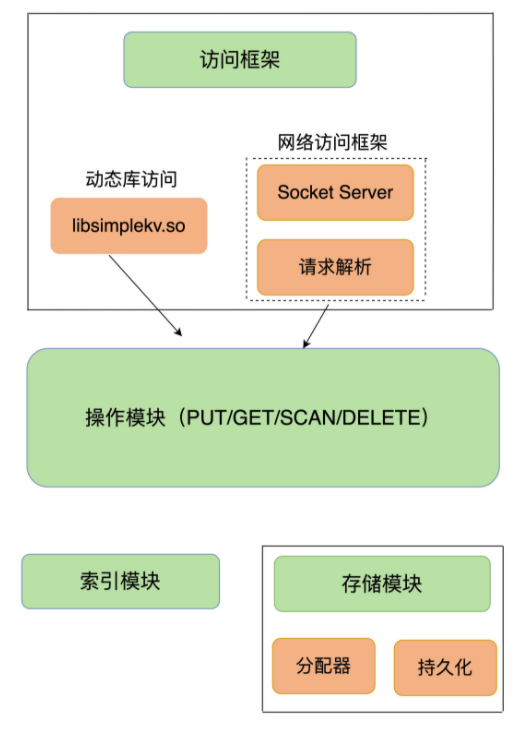 访问框架
网络访问框架
动态库访问
Socket Server
libsimplekv.so
请求解析
操作模块（PUT/GET/SCAN/DELETE）
索引模块
存储模块
分配器
持久化